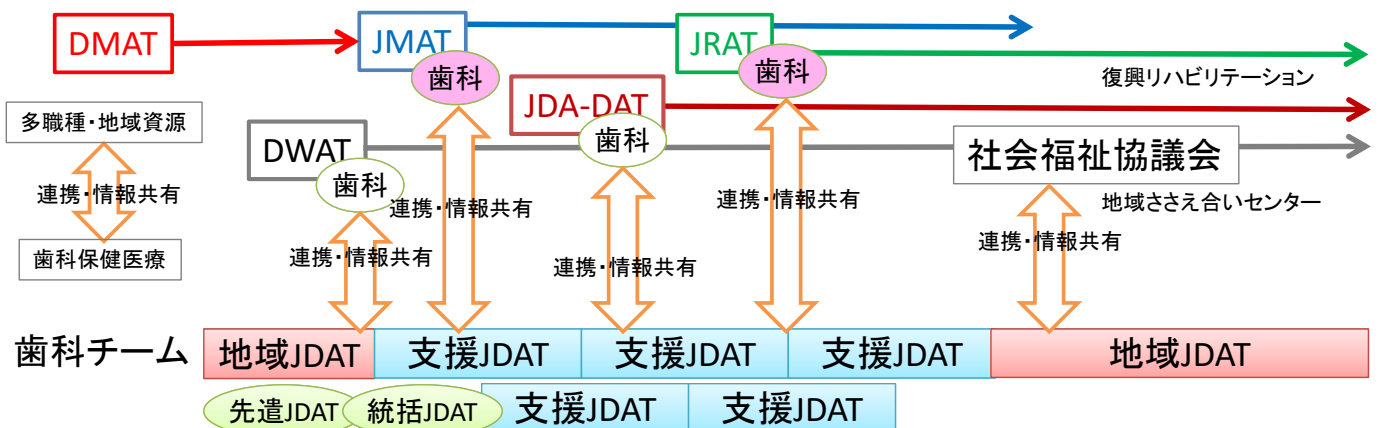 DMAT
JMAT
歯科
JRAT
歯科
復興リハビリテーション
JDA-DAT
歯科
多職種・地域資源
連携・情報共有
歯科保健医療
DWAT
歯科
連携・情報共有
連携・情報共有
連携・情報共有
連携・情報共有
社会福祉協議会
地域ささえ合いセンター
連携・情報共有
歯科チーム
地域JDAT
支援JDAT
支援JDAT
支援JDAT
地域JDAT
先遣JDAT
統括JDAT
支援JDAT
支援JDAT